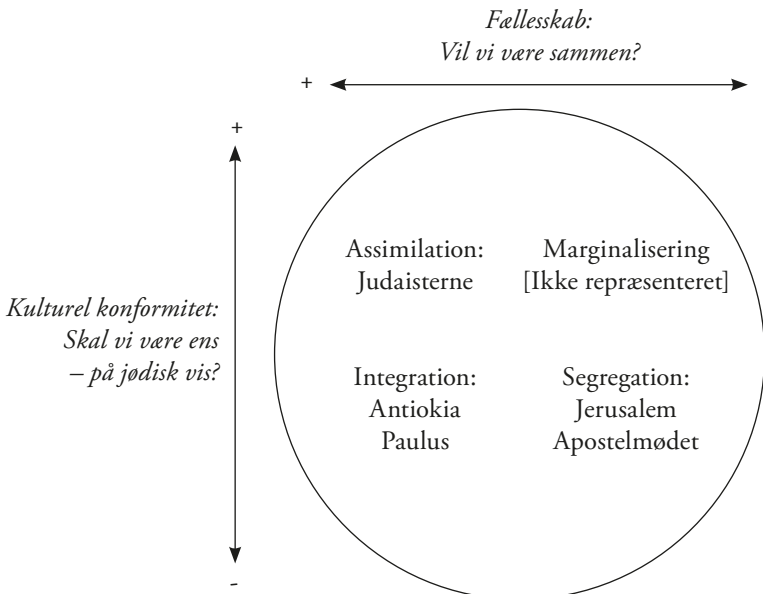 Fællesskab:
Vil vi være sammen?
+
+
Assimilation:
Judaisterne
Marginalisering
[Ikke repræsenteret]
Kulturel konformitet:
Skal vi være ens
– på jødisk vis?
Integration:
Antiokia
Paulus
Segregation:
Jerusalem
Apostelmødet
-